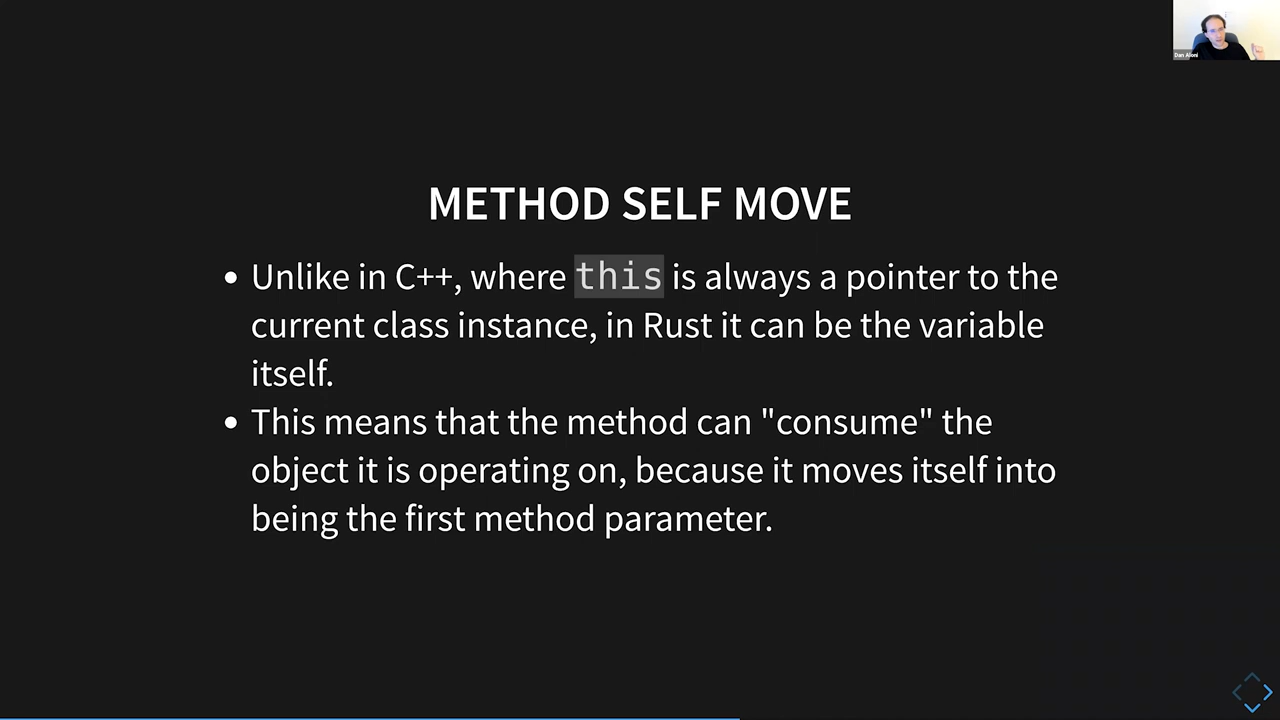 Dan Aloni
METHOD SELF MOVE
• Unlike in C++, where this is always a pointer to the
current class instance, in Rust it can be the variable
itself.
• This means that the method can "consume" the
object it is operating on, because it moves itself into
being the first method parameter.